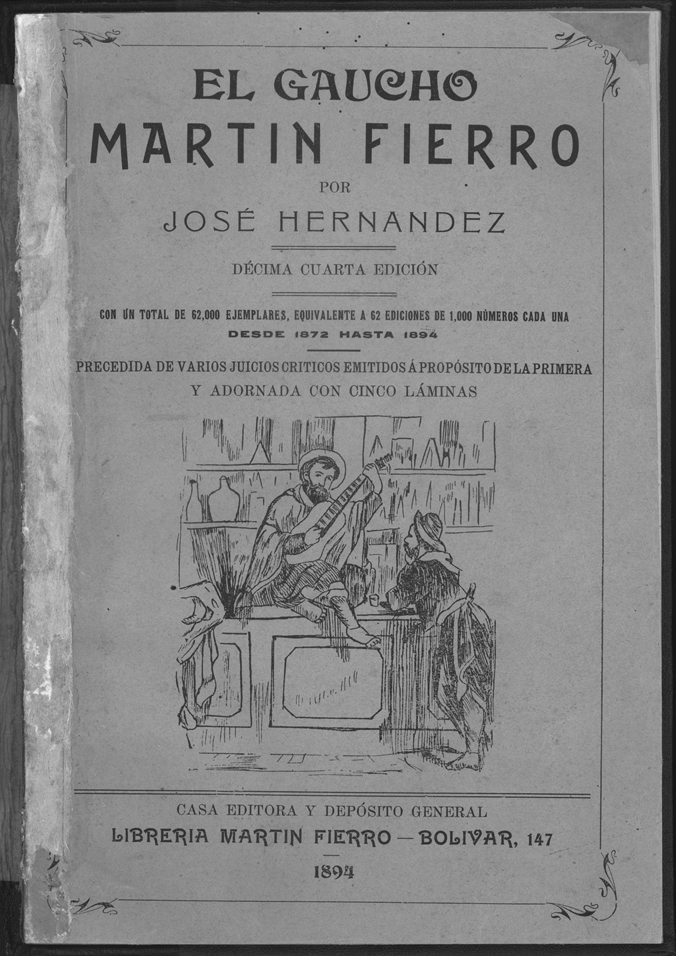 EL GAUCHO
MARTIN FIERRO
POR
JOSÉ HERNANDEZ
DÉCIMA CUARTA EDICIÓN
CON UN TOTAL DE 62,000 EJEMPLARES, EQUIVALENTE A 62 EDICIONES DE 1,000 NÚMEROS CADA UNA
DESDE 1872 HASTA 1894
PRECEDIDA DE VARIOS JUICIOS CRITICOS EMITIDOS Á PROPÓSITO DE LA PRIMERA
Y ADORNADA CON CINCO LÁMINAS
CASA EDITORA Y DEPÓSITO GENERAL
LIBRERIA MARTIN FIERRO — BOLIVAR, 147
1894